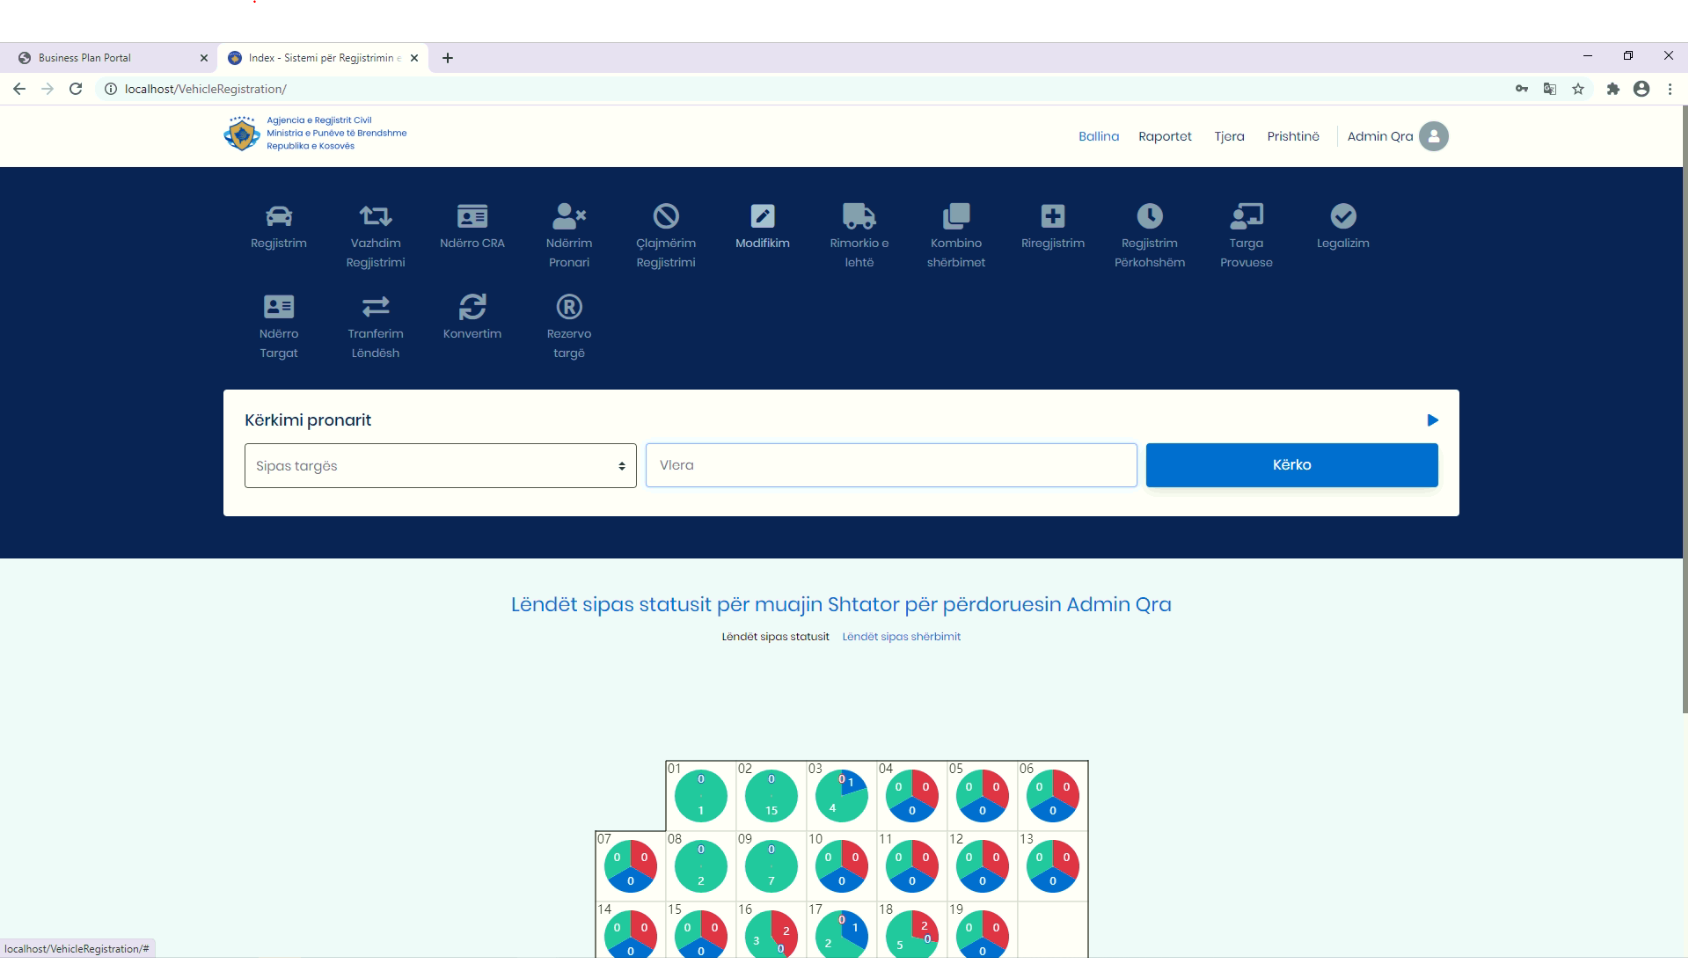 Business Plan Portal
Index - Sistemi për Regjistrimin e
localhost/VehicleRegistration/
Agjencia e Regjistrit Civil
Ministria e Punëve të Brendshme
Republika e Kosovës
Ballina Raportet Tjera Prishtinë Admin Qra
Regjistrim
Vazhdim
Regjistrimi
Ndërro CRA
Ndërrim
Pronari
Çlajmërim
Regjistrimi
Modifikim
Rimorkio e
lehtë
Kombino
shërbimet
Riregjistrim
Regjistrim
Përkohshëm
Targa
Provuese
Legalizim
Ndërro
Targat
Tranferim
Lëndësh
Konvertim
Rezervo
targë
Kërkimi pronarit
Sipas targës Vlera Kërko
Lëndët sipas statusit për muajin Shtator për përdoruesin Admin Qra
Lëndët sipas statusit Lëndët sipas shërbimit
01 02 03 04 05 06
0 0 0 1 0 0 0 0 0 0
1 15 4 0 0 0
07 08 09 10 11 12 13
0 0 0 0 0 0 0 0 0 0 0 0
0 2 7 0 0 0 0
14 15 16 17 18 19
0 0 0 0 3 2 0 1 2 0 0
0 0 0 2 5 0 0
localhost/VehicleRegistration/#